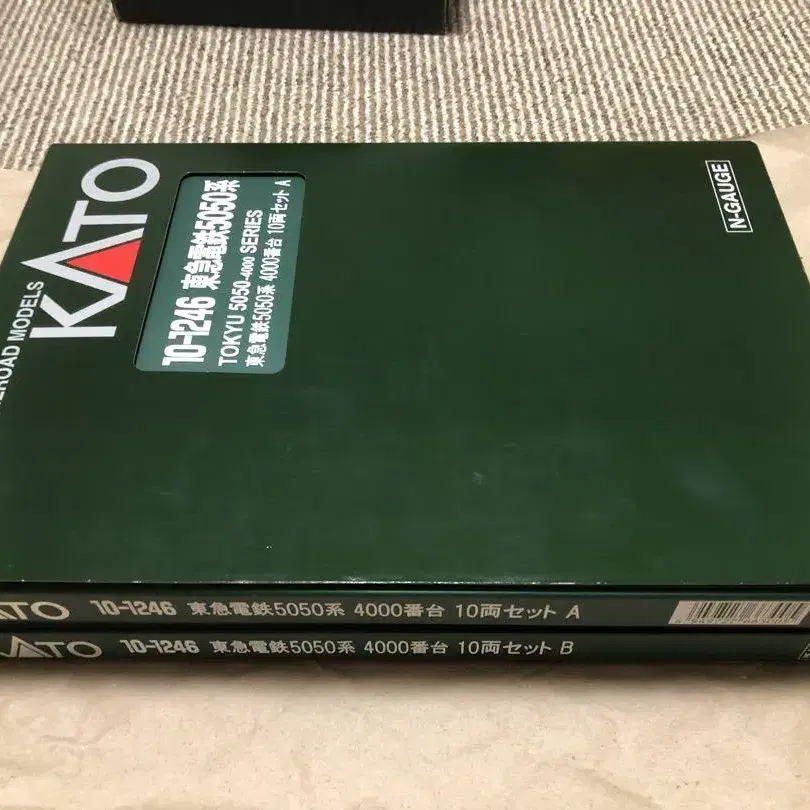 KATO
RAILROAD MODELS
10-1246 東急電鉄5050系
TOKYU 5050-4000 SERIES
東急電鉄5050系 4000番台 10両セット A
N-GAUGE
KATO 10-1246 東急電鉄5050系 4000番台 10両セット A
KATO 10-1246 東急電鉄5050系 4000番台 10両セット B